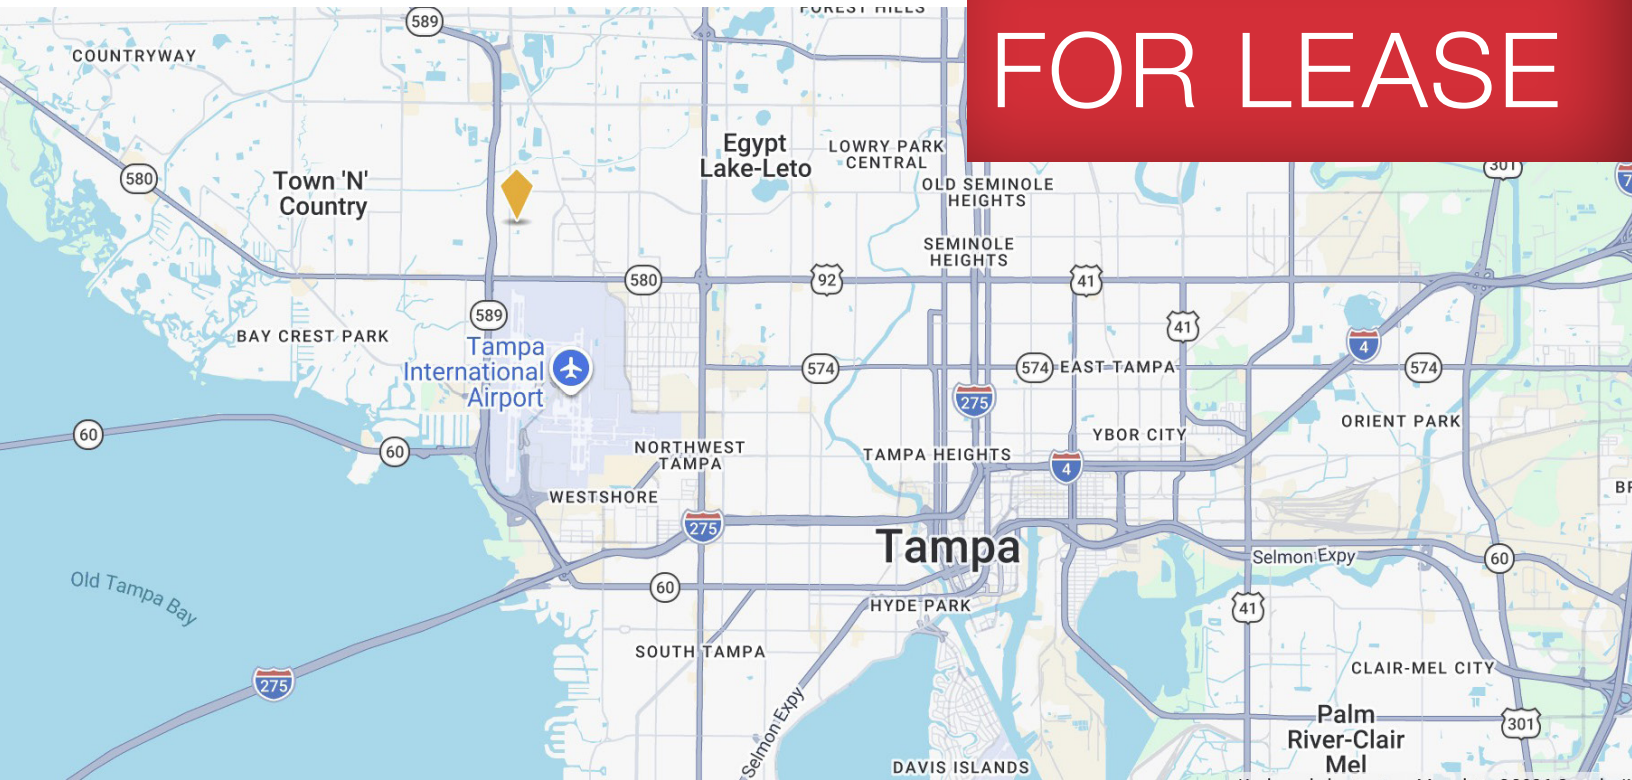 FOREST HILLS
FOR LEASE
589
COUNTRYWAY
Egypt
Lake-Leto
LOWRY PARK
CENTRAL
301
580
Town 'N'
Country
OLD SEMINOLE
HEIGHTS
SEMINOLE
HEIGHTS
580
92
41
589
41
BAY CREST PARK
Tampa
International
Airport
4
574
574
EAST TAMPA
574
275
60
60
ORIENT PARK
YBOR CITY
NORTHWEST
TAMPA
TAMPA HEIGHTS
4
WESTSHORE
275
Tampa
Selmon Expy
60
Old Tampa Bay
60
HYDE PARK
41
SOUTH TAMPA
275
CLAIR-MEL CITY
Selmon Expy
Palm
River-Clair
Mel
301
DAVIS ISLANDS